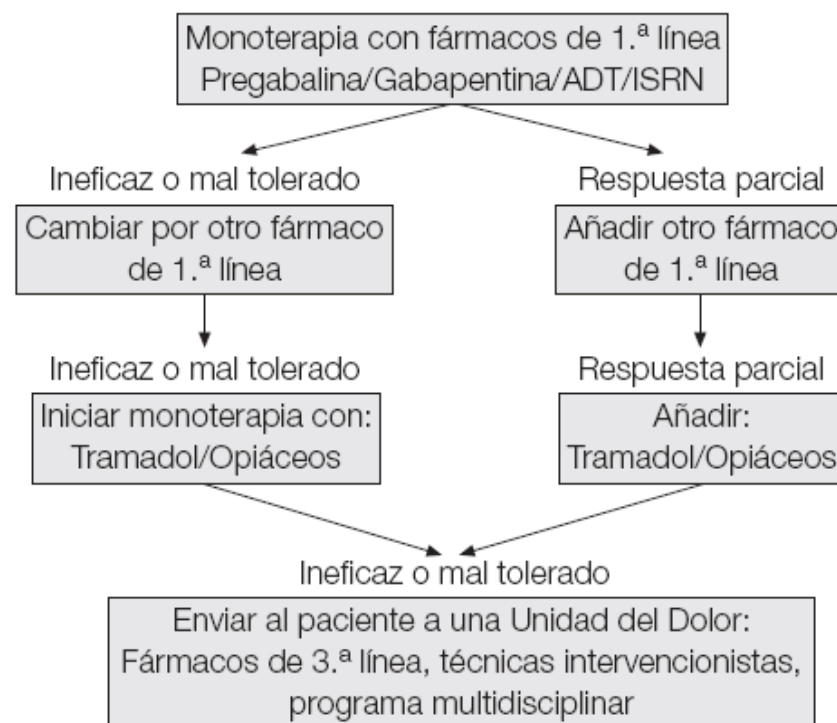 Monoterapia con fármacos de 1.ª línea
Pregabalina/Gabapentina/ADT/ISRN
Ineficaz o mal tolerado
Cambiar por otro fármaco
de 1.ª línea
Ineficaz o mal tolerado
Iniciar monoterapia con:
Tramadol/Opiáceos
Respuesta parcial
Añadir otro fármaco
de 1.ª línea
Respuesta parcial
Añadir:
Tramadol/Opiáceos
Ineficaz o mal tolerado
Enviar al paciente a una Unidad del Dolor:
Fármacos de 3.ª línea, técnicas intervencionistas,
programa multidisciplinar